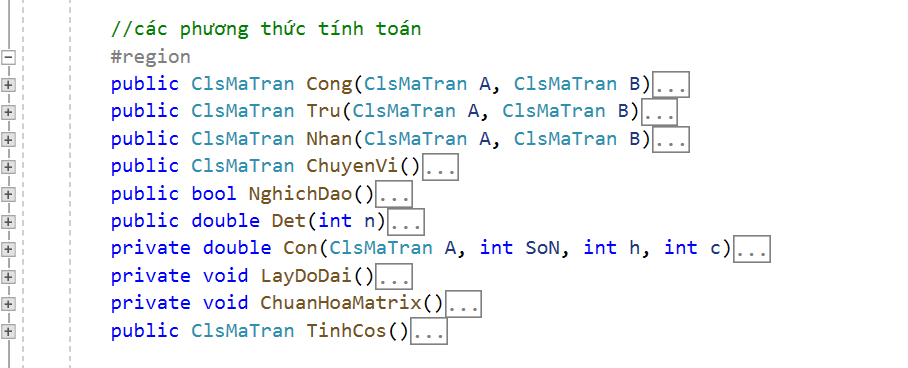 //các phương thức tính toán
#region
public ClsMaTran Cong(ClsMaTran A, ClsMaTran B)...
public ClsMaTran Tru(ClsMaTran A, ClsMaTran B)...
public ClsMaTran Nhan(ClsMaTran A, ClsMaTran B)...
public ClsMaTran ChuyenVi()...
public bool NghichDao()...
public double Det(int n)...
private double Con(ClsMaTran A, int SoN, int h, int c)...
private void LayDoDai()...
private void ChuanHoaMatrix()...
public ClsMaTran TinhCos()...